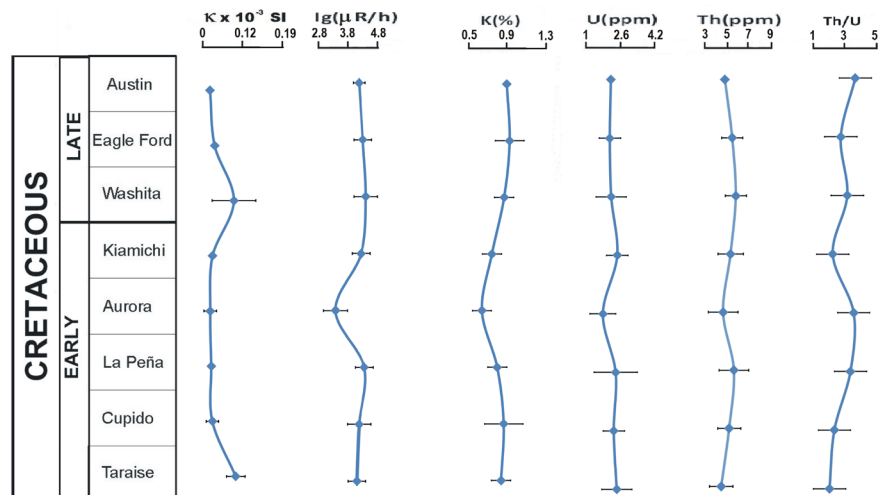 κ x 10⁻³ SI
0 0.12 0.19
Ig(μR/h)
2.8 3.8 4.8
K(%)
0.5 0.9 1.3
U(ppm)
1 2.6 4.2
Th(ppm)
3 5 7 9
Th/U
1 3 5
CRETACEOUS
LATE
Austin
Eagle Ford
Washita
EARLY
Kiamichi
Aurora
La Peña
Cupido
Taraise